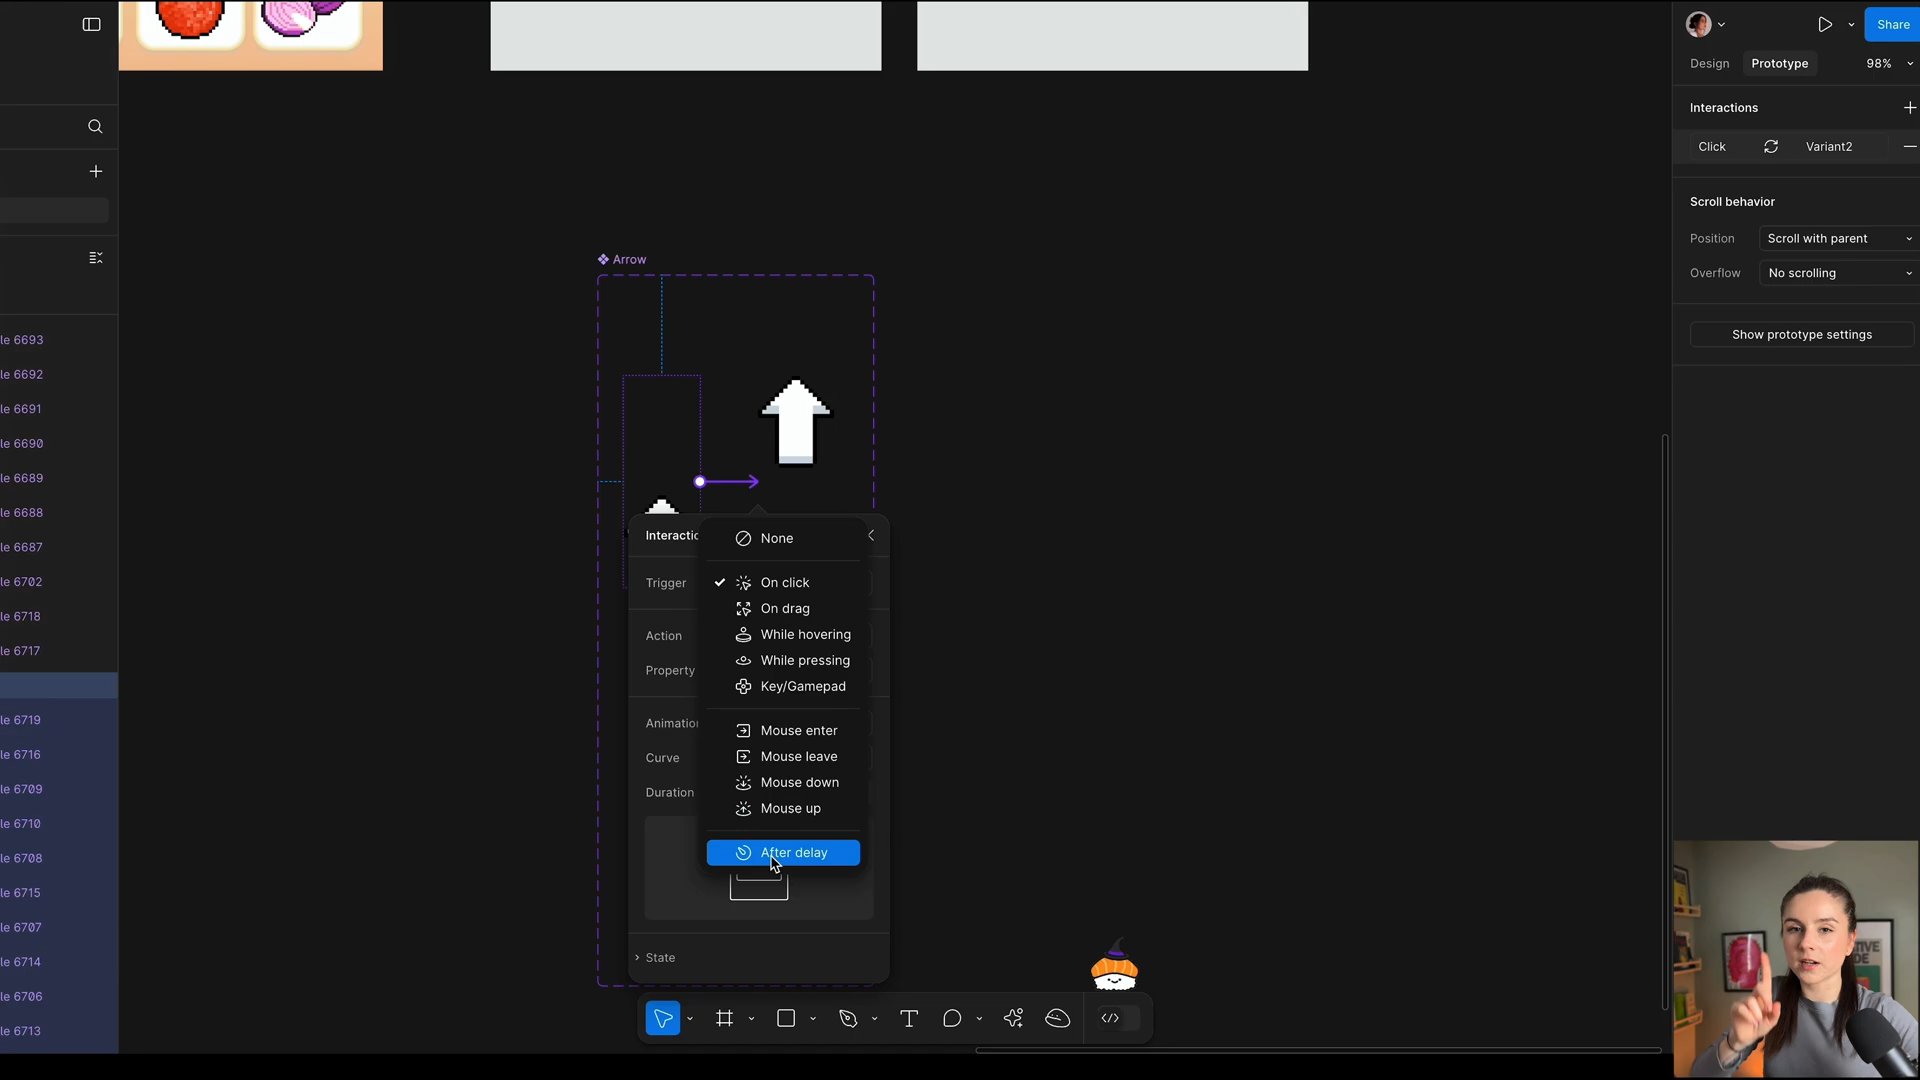 Share
Design
Prototype
98%
Interactions
Click
Variant2
Scroll behavior
Position
Scroll with parent
Overflow
No scrolling
Show prototype settings
le 6693
le 6692
le 6691
le 6690
le 6689
le 6688
le 6687
le 6702
le 6718
le 6717
le 6719
le 6716
le 6709
le 6710
le 6708
le 6715
le 6707
le 6714
le 6706
le 6713
Arrow
Interactio
Trigger
Action
Property
Animation
Curve
Duration
State
None
On click
On drag
While hovering
While pressing
Key/Gamepad
Mouse enter
Mouse leave
Mouse down
Mouse up
After delay